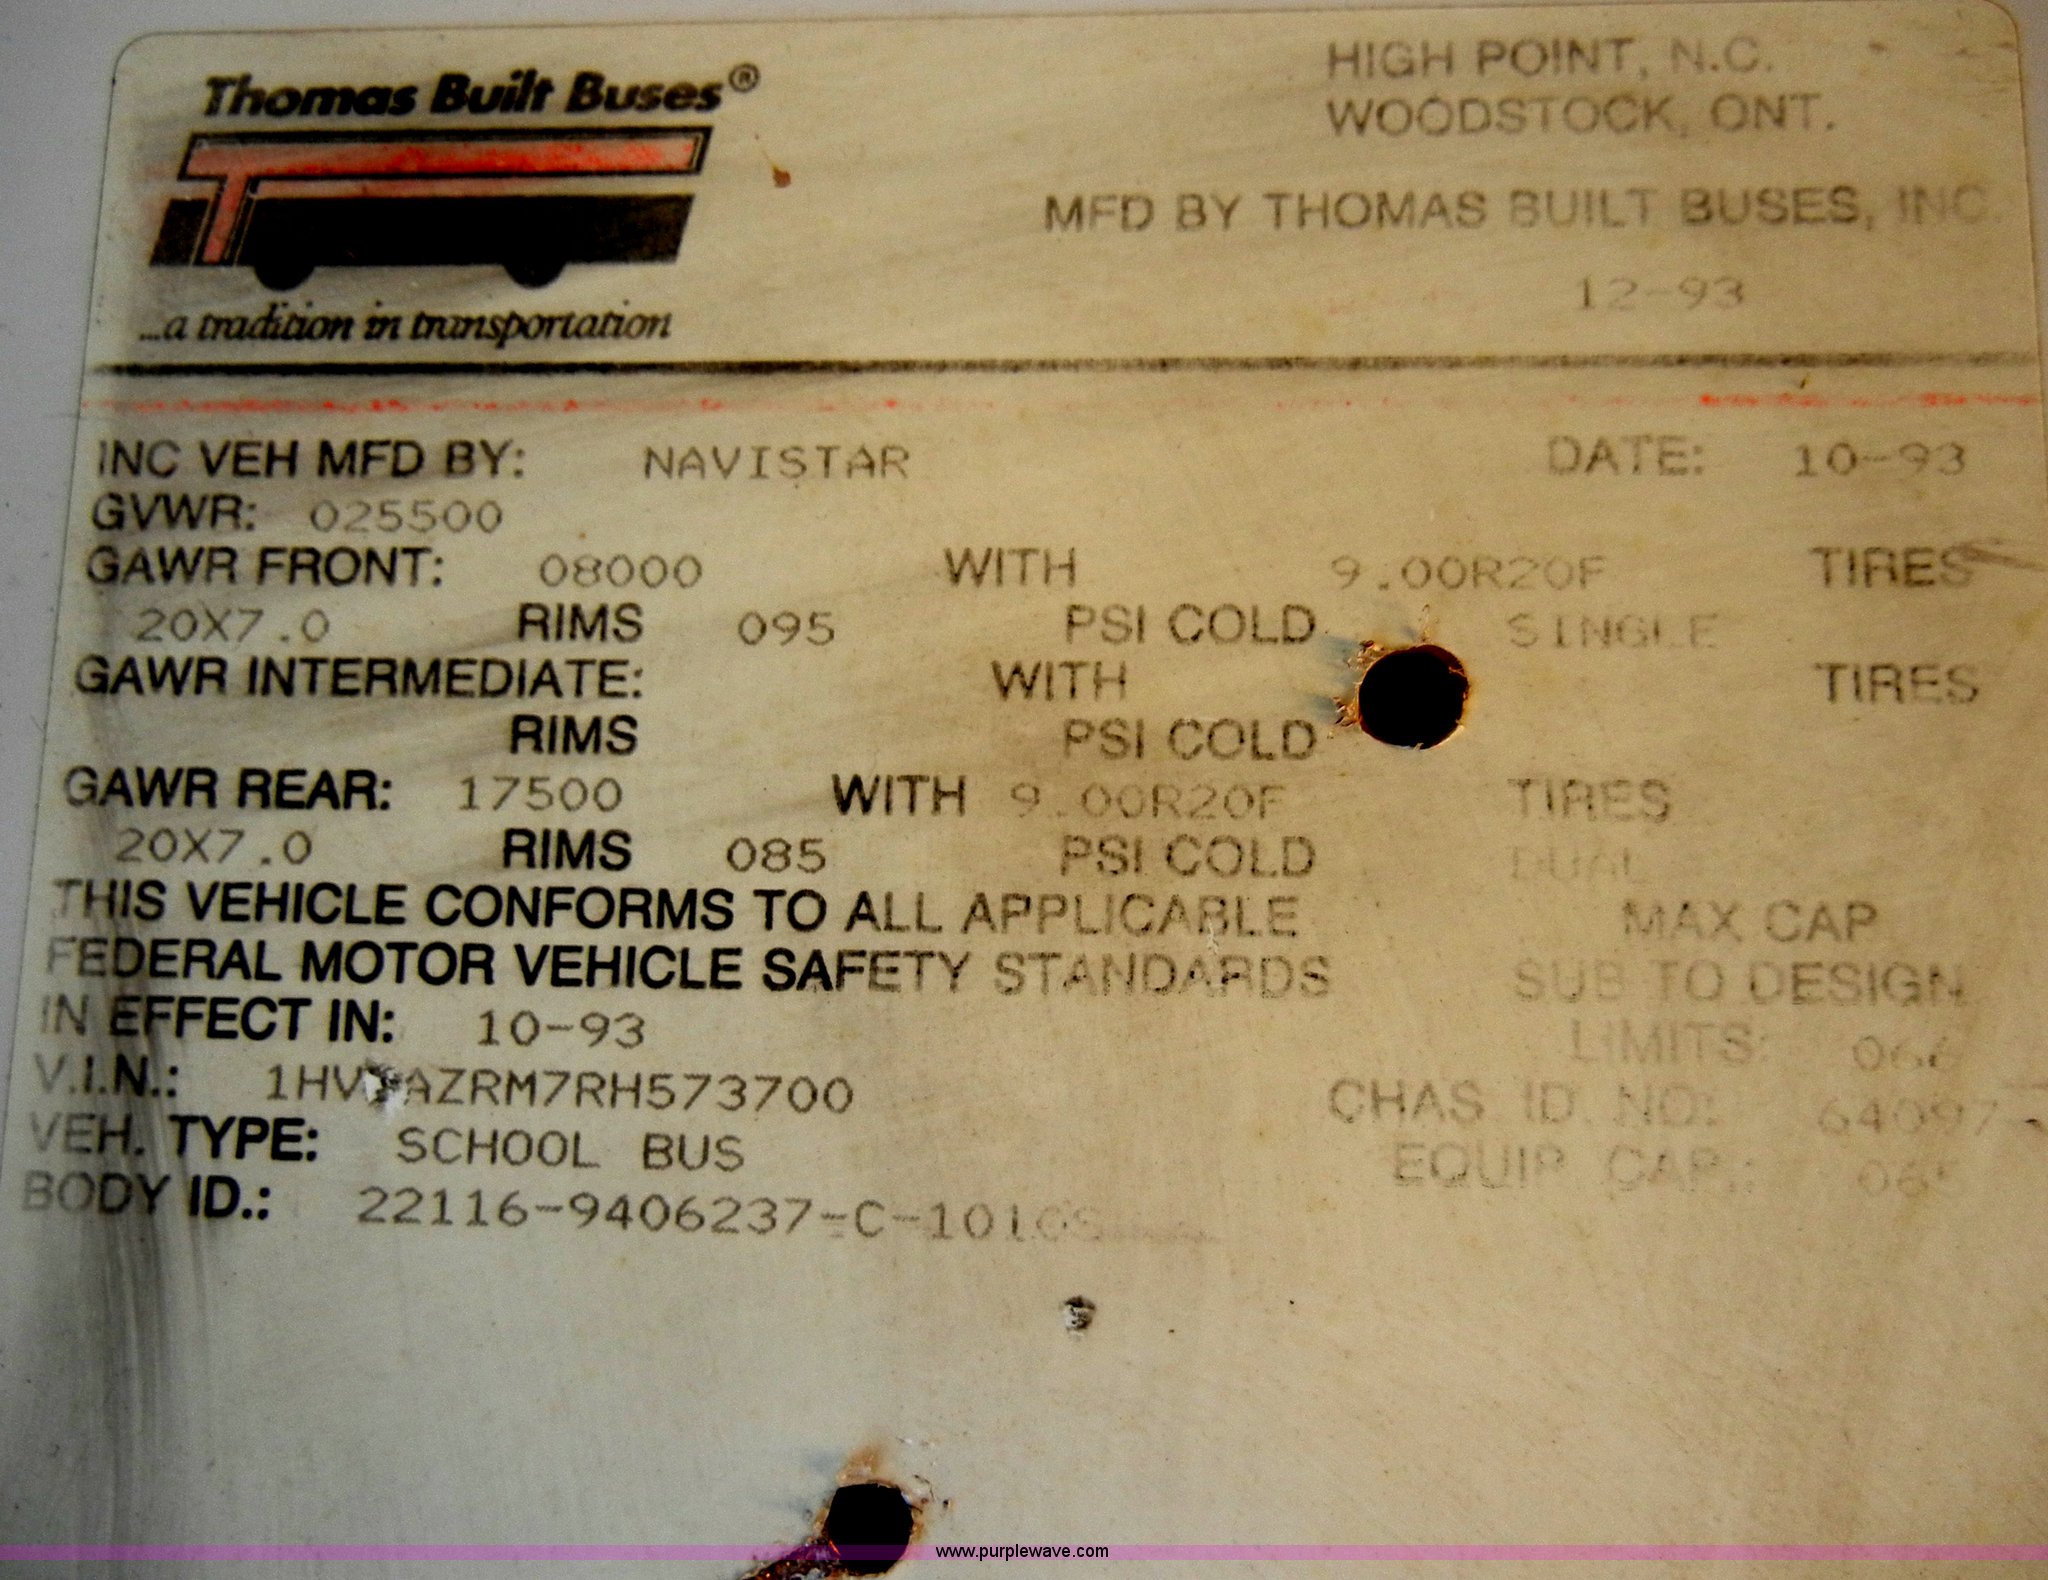 Thomas Built Buses®
HIGH POINT, N.C.
WOODSTOCK, ONT.
MFD BY THOMAS BUILT BUSES, INC
12-93
...a tradition in transportation
INC VEH MFD BY: NAVISTAR DATE: 10-93
GVWR: 025500
GAWR FRONT: 08000 WITH 9.00R20F TIRES
20X7.0 RIMS 095 PSI COLD SINGLE
GAWR INTERMEDIATE: WITH TIRES
RIMS PSI COLD
GAWR REAR: 17500 WITH 9.00R20F TIRES
20X7.0 RIMS 085 PSI COLD DUAL
THIS VEHICLE CONFORMS TO ALL APPLICABLE MAX CAP
FEDERAL MOTOR VEHICLE SAFETY STANDARDS SUB TO DESIGN
IN EFFECT IN: 10-93 LIMITS:
V.I.N.: CHAS ID. NO:
VEH. TYPE: SCHOOL BUS EQUIP CAP.:
BODY ID.:
www.purplewave.com